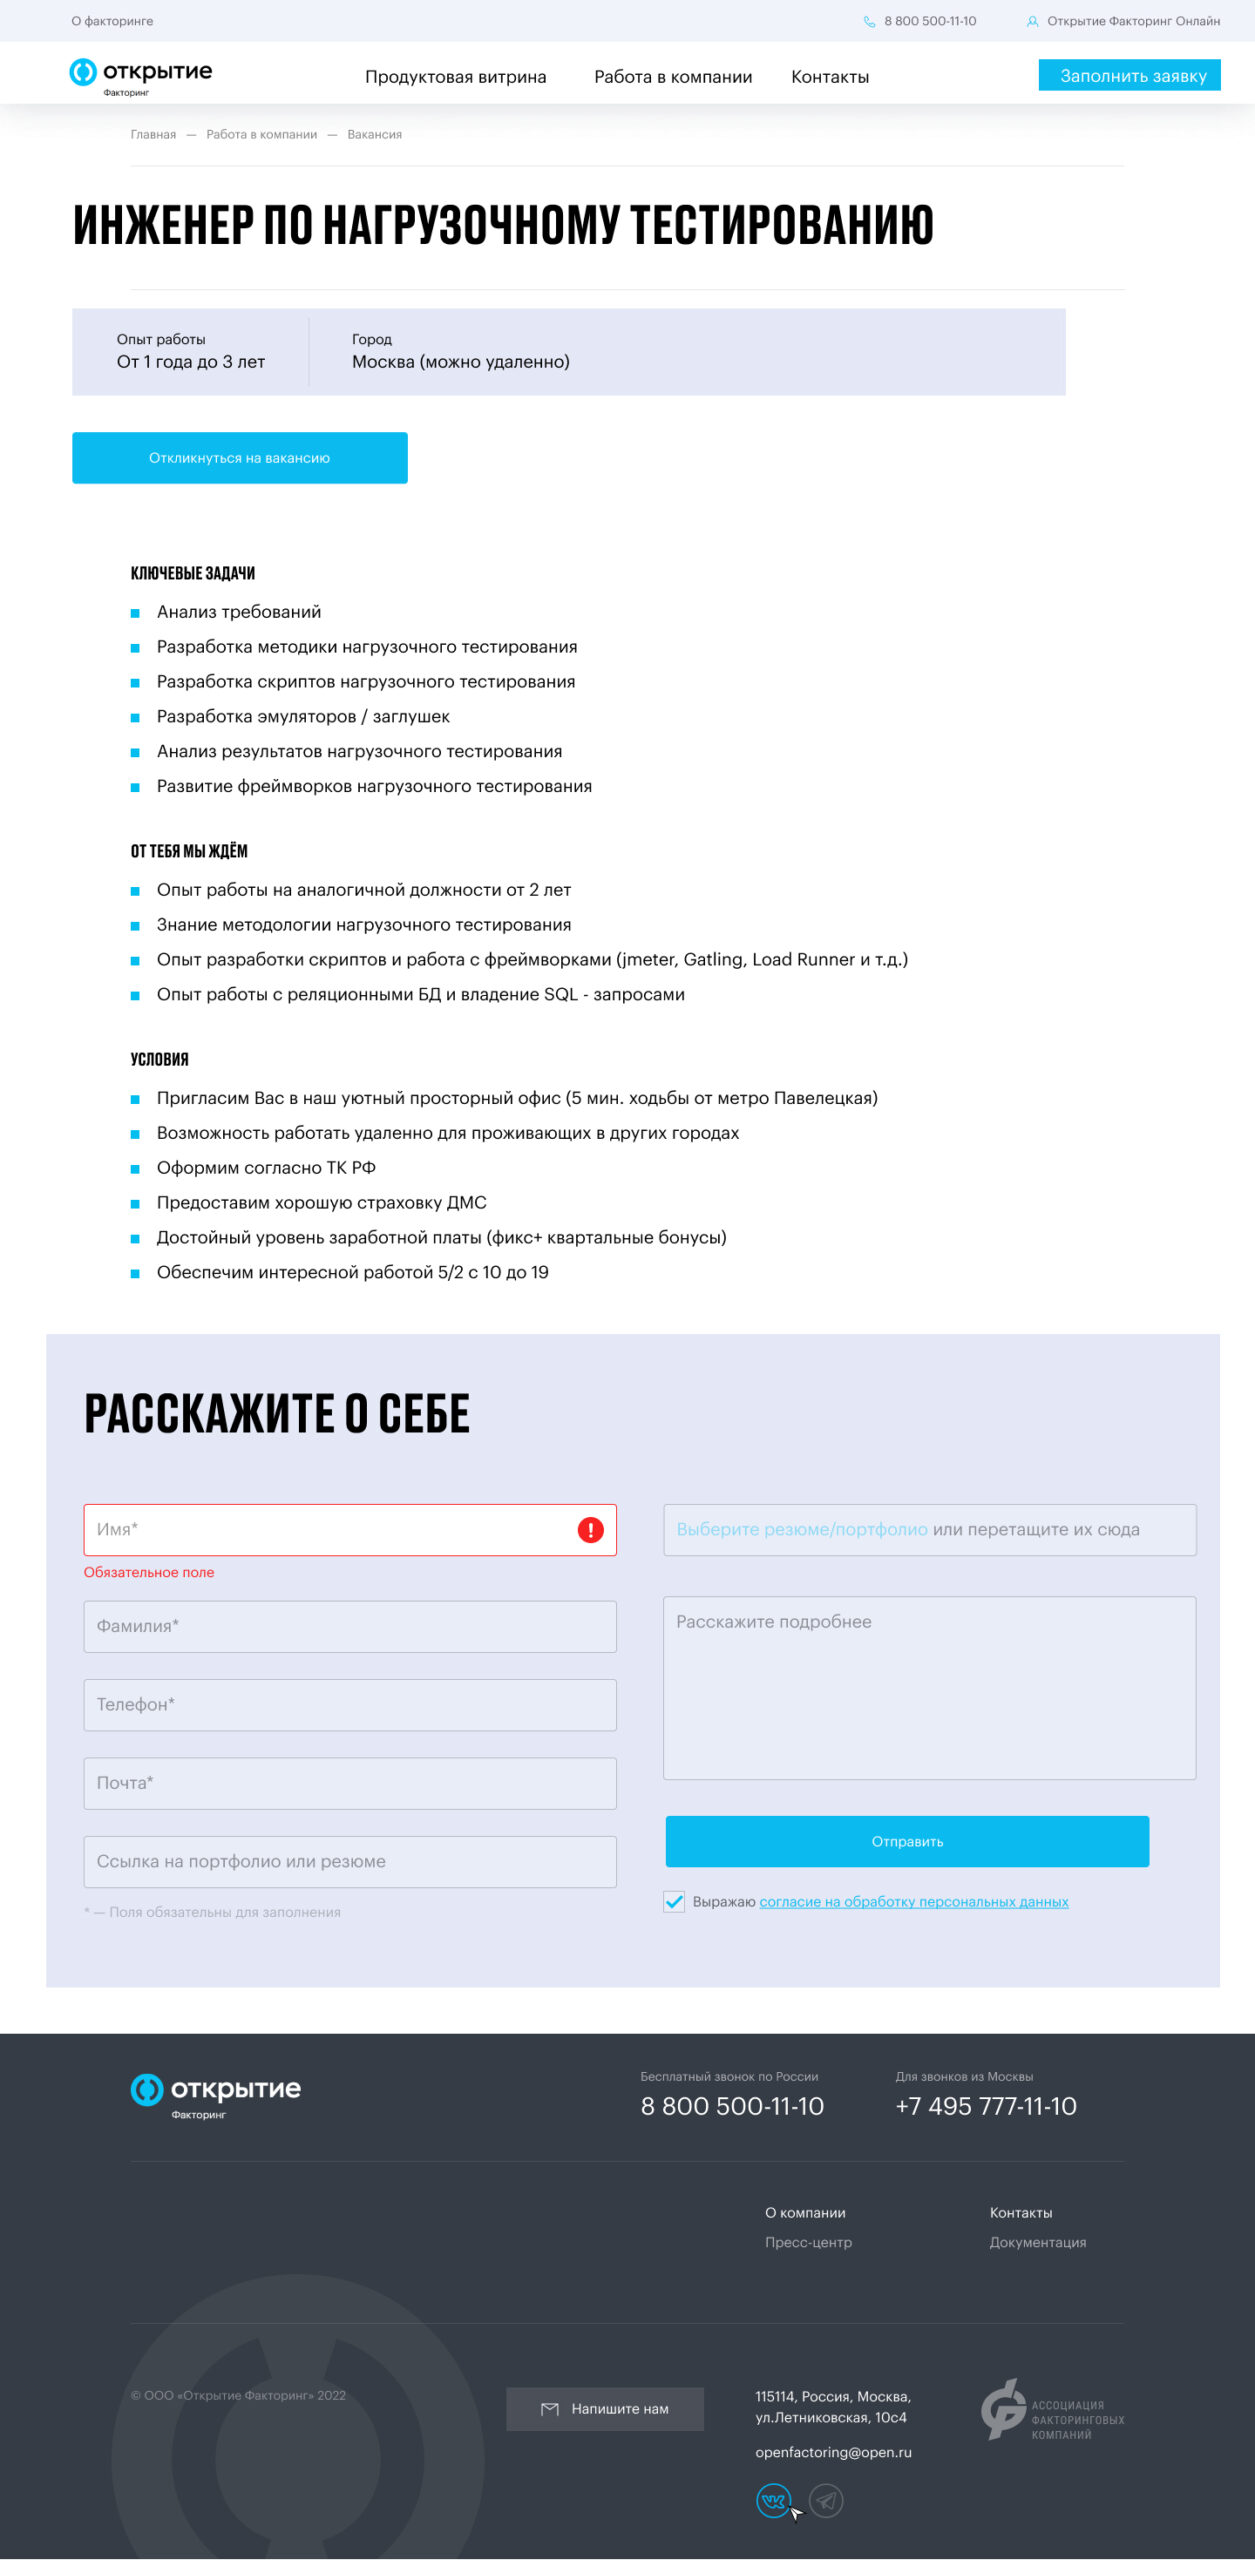 О факторинге
8 800 500-11-10
Открытие Факторинг Онлайн
открытие
Факторинг
Продуктовая витрина
Работа в компании
Контакты
Заполнить заявку
Главная — Работа в компании — Вакансия
ИНЖЕНЕР ПО НАГРУЗОЧНОМУ ТЕСТИРОВАНИЮ
Опыт работы
От 1 года до 3 лет
Город
Москва (можно удаленно)
Откликнуться на вакансию
КЛЮЧЕВЫЕ ЗАДАЧИ
Анализ требований
Разработка методики нагрузочного тестирования
Разработка скриптов нагрузочного тестирования
Разработка эмуляторов / заглушек
Анализ результатов нагрузочного тестирования
Развитие фреймворков нагрузочного тестирования
ОТ ТЕБЯ МЫ ЖДЁМ
Опыт работы на аналогичной должности от 2 лет
Знание методологии нагрузочного тестирования
Опыт разработки скриптов и работа с фреймворками (jmeter, Gatling, Load Runner и т.д.)
Опыт работы с реляционными БД и владение SQL - запросами
УСЛОВИЯ
Пригласим Вас в наш уютный просторный офис (5 мин. ходьбы от метро Павелецкая)
Возможность работать удаленно для проживающих в других городах
Оформим согласно ТК РФ
Предоставим хорошую страховку ДМС
Достойный уровень заработной платы (фикс+ квартальные бонусы)
Обеспечим интересной работой 5/2 с 10 до 19
РАССКАЖИТЕ О СЕБЕ
Имя*
Обязательное поле
Фамилия*
Телефон*
Почта*
Ссылка на портфолио или резюме
* — Поля обязательны для заполнения
Выберите резюме/портфолио или перетащите их сюда
Расскажите подробнее
Отправить
Выражаю согласие на обработку персональных данных
открытие
Факторинг
Бесплатный звонок по России
8 800 500-11-10
Для звонков из Москвы
+7 495 777-11-10
О компании
Пресс-центр
Контакты
Документация
© ООО «Открытие Факторинг» 2022
Напишите нам
115114, Россия, Москва,
ул.Летниковская, 10с4
openfactoring@open.ru
АССОЦИАЦИЯ
ФАКТОРИНГОВЫХ
КОМПАНИЙ